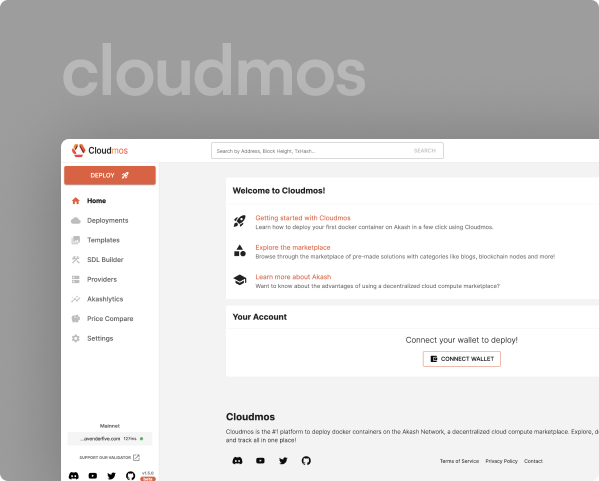 cloudmos
Cloudmos
Search by Address, Block Height, TxHash...
SEARCH
DEPLOY
Home
Deployments
Templates
SDL Builder
Providers
Akashlytics
Price Compare
Settings
Mainnet
...avenderfive.com 127ms
SUPPORT OUR VALIDATOR
v1.5.0
beta
Welcome to Cloudmos!
Getting started with Cloudmos
Learn how to deploy your first docker container on Akash in a few click using Cloudmos.
Explore the marketplace
Browse through the marketplace of pre-made solutions with categories like blogs, blockchain nodes and more!
Learn more about Akash
Want to know about the advantages of using a decentralized cloud compute marketplace?
Your Account
Connect your wallet to deploy!
CONNECT WALLET
Cloudmos
Cloudmos is the #1 platform to deploy docker containers on the Akash Network, a decentralized cloud compute marketplace. Explore, de
and track all in one place!
Terms of Service Privacy Policy Contact